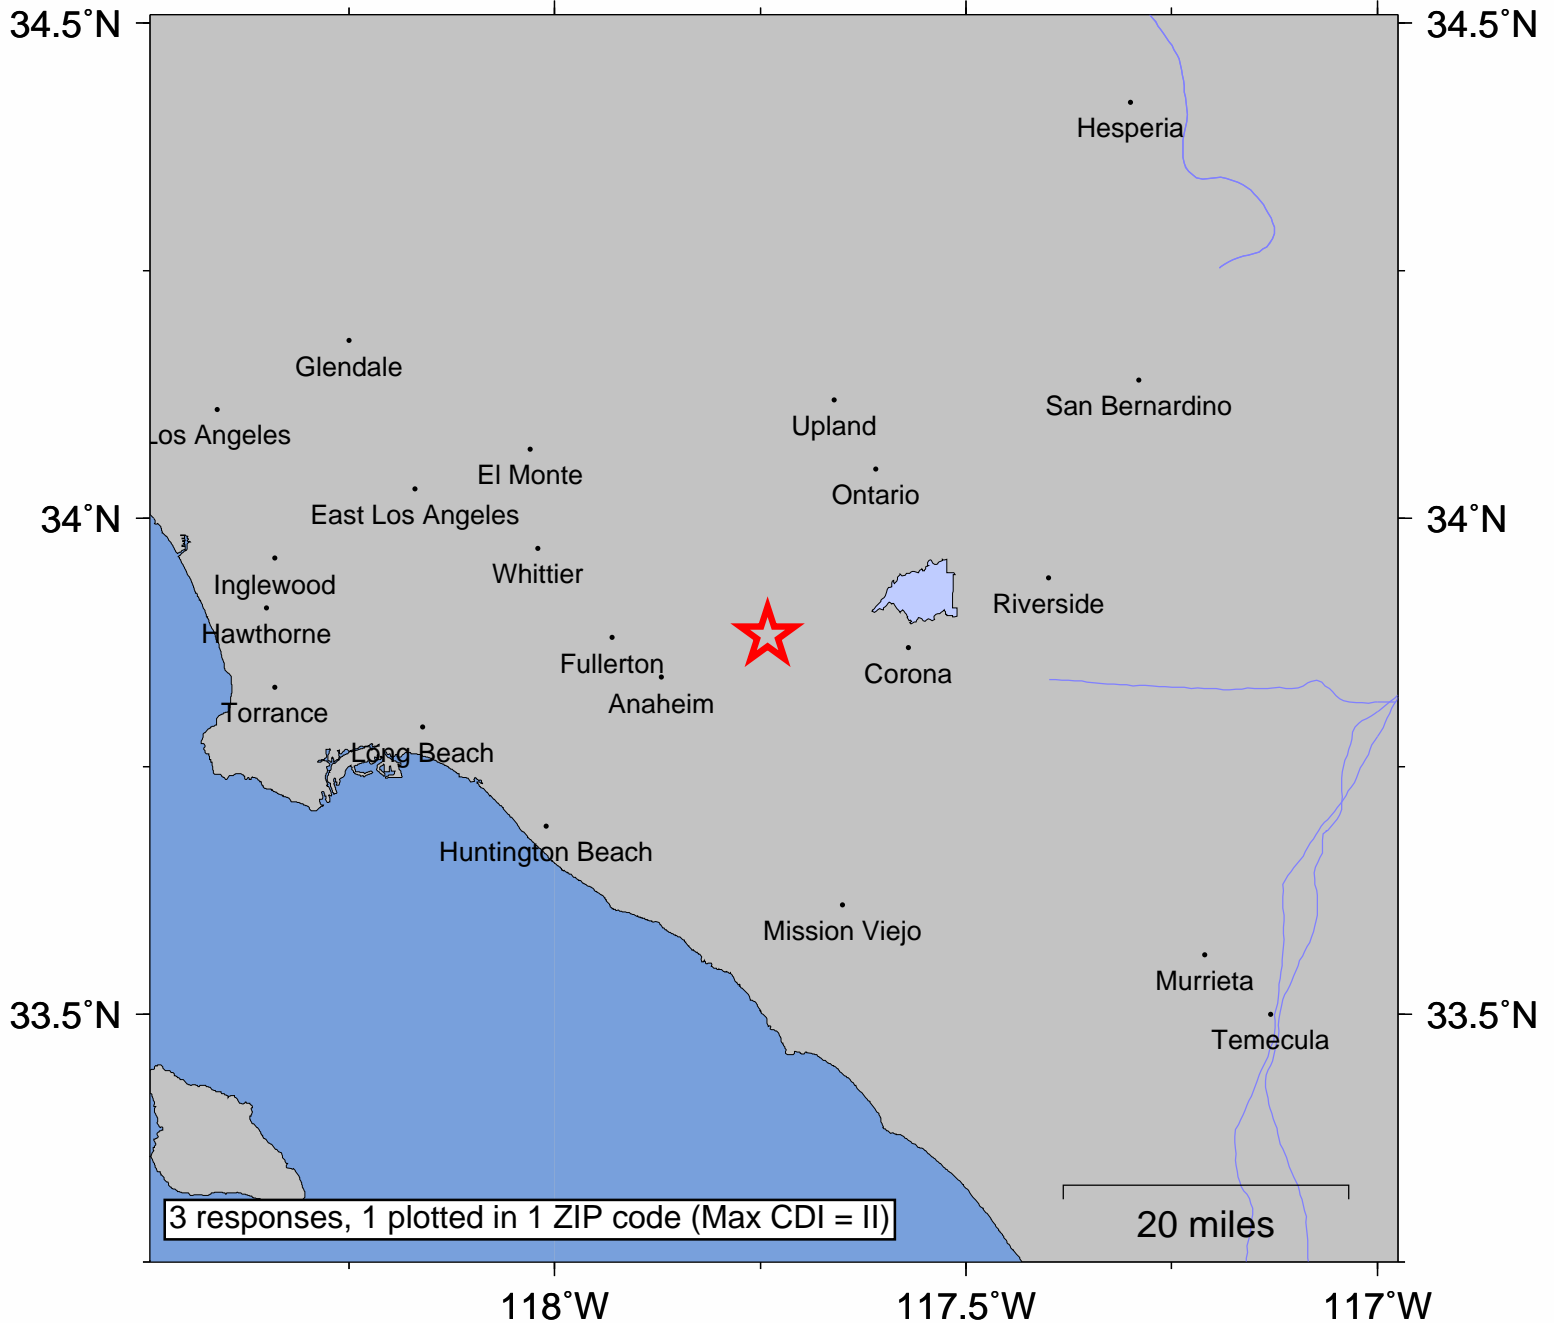 34.5°N
34.5°N
Hesperia
Glendale
San Bernardino
Upland
Los Angeles
El Monte
Ontario
East Los Angeles
34°N
34°N
Whittier
Inglewood
Riverside
Hawthorne
Fullerton
Corona
Anaheim
Torrance
Long Beach
Huntington Beach
Mission Viejo
Murrieta
33.5°N
33.5°N
Temecula
3 responses, 1 plotted in 1 ZIP code (Max CDI = II)
20 miles
118°W
117.5°W
117°W